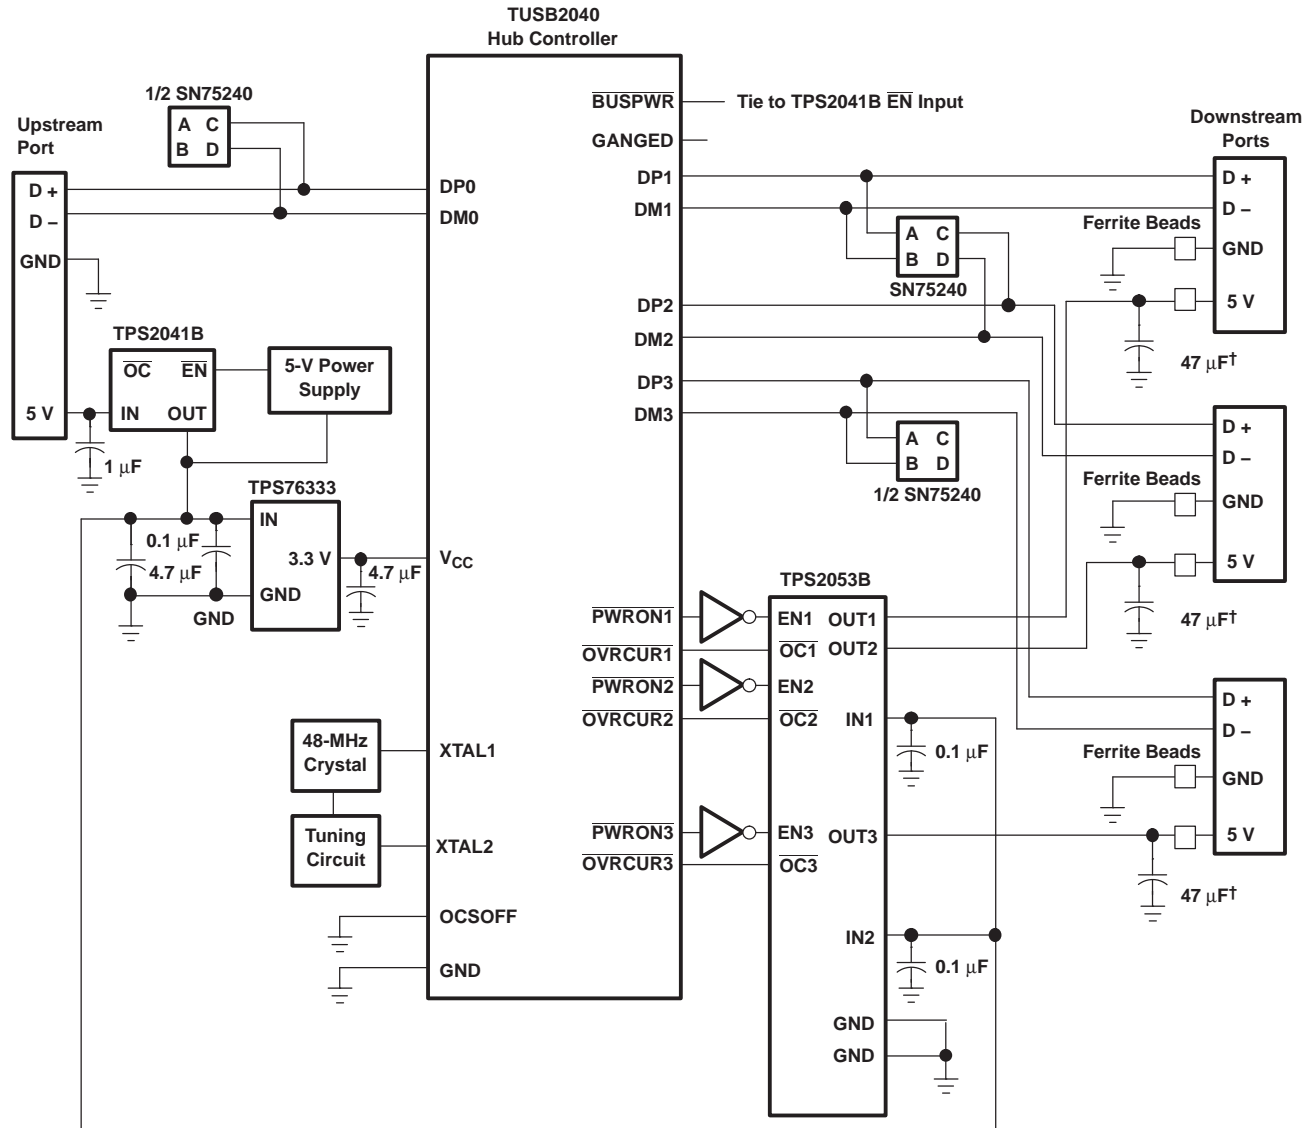 TUSB2040
Hub Controller
1/2 SN75240
A C
B D
Upstream
Port
D +
D –
GND
5 V
BUSPWR
Tie to TPS2041B EN Input
GANGED
DP0
DM0
DP1
DM1
DP2
DM2
DP3
DM3
Downstream
Ports
D +
D –
Ferrite Beads
GND
5 V
47 µF†
A C
B D
SN75240
TPS2041B
OC EN
IN OUT
5-V Power
Supply
1 µF
A C
B D
1/2 SN75240
D +
D –
Ferrite Beads
GND
5 V
47 µF†
TPS76333
IN
3.3 V
GND
0.1 µF
4.7 µF
GND
4.7 µF
VCC
TPS2053B
PWRON1
EN1 OUT1
OVRCUR1
OC1 OUT2
PWRON2
EN2
OVRCUR2
OC2
IN1
0.1 µF
PWRON3
EN3
OUT3
OVRCUR3
OC3
IN2
0.1 µF
GND
GND
D +
D –
Ferrite Beads
GND
5 V
47 µF†
48-MHz
Crystal
XTAL1
Tuning
Circuit
XTAL2
OCSOFF
GND